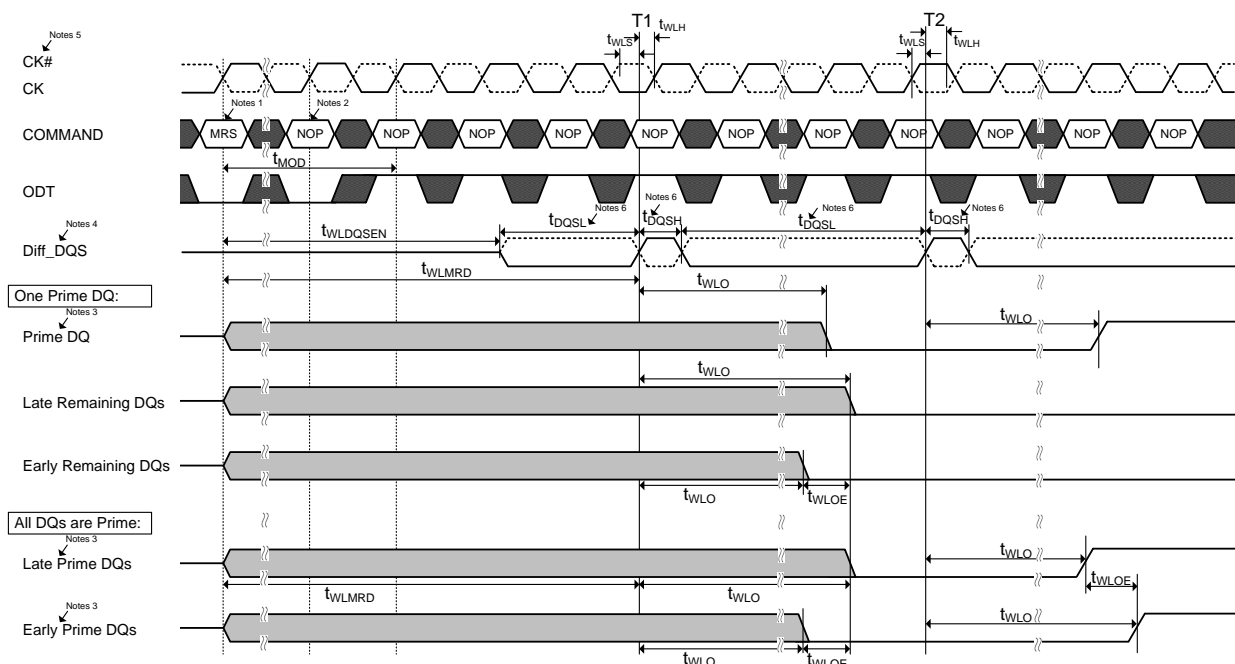 T1 T2
Notes 5
tWLS tWLH tWLS tWLH
CK#
CK
Notes 1 Notes 2
COMMAND MRS NOP NOP NOP NOP NOP NOP NOP NOP NOP NOP NOP
tMOD
ODT
Notes 4 Notes 6 Notes 6 Notes 6 Notes 6
tDQSL tDQSH tDQSL tDQSH
Diff_DQS tWLDQSEN
tWLMRD
tWLO
One Prime DQ:
Notes 3
Prime DQ tWLO
tWLO
Late Remaining DQs
Early Remaining DQs
tWLO tWLOE
All DQs are Prime:
Notes 3
Late Prime DQs tWLO
tWLMRD tWLO tWLOE
Notes 3
Early Prime DQs tWLO
tWLO tWLOE